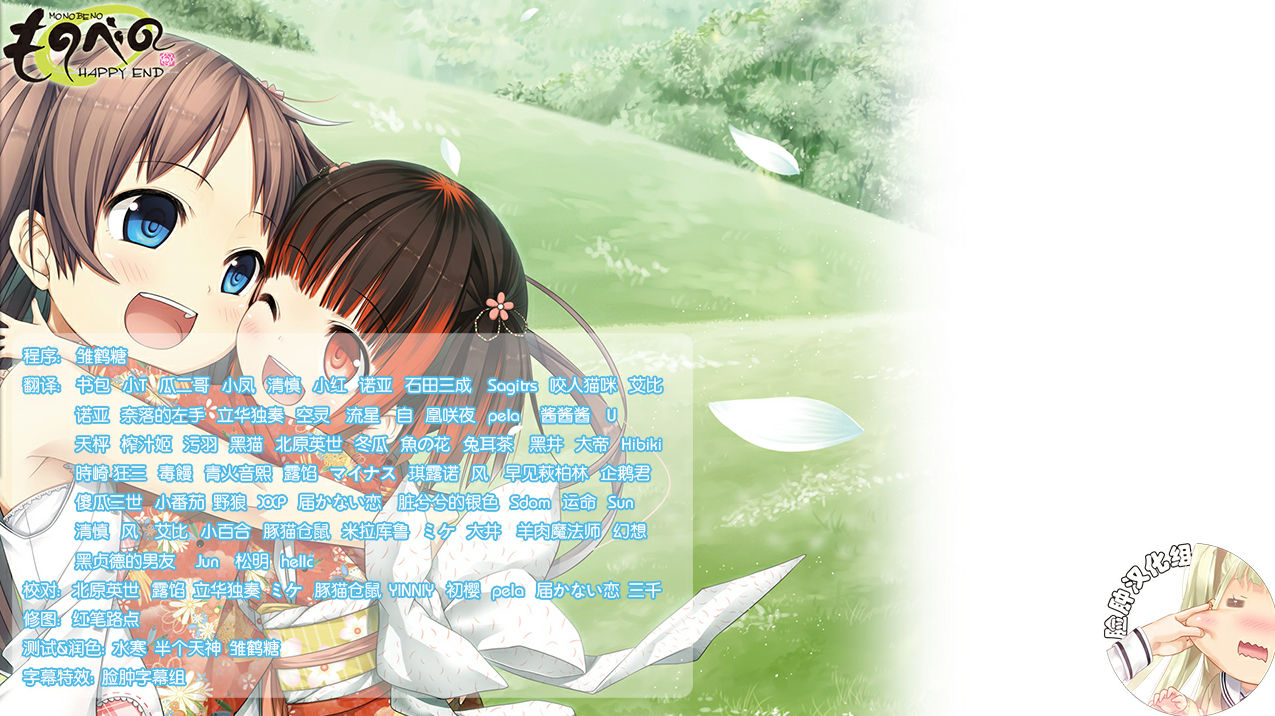 MONOBENO
ものべの
HAPPY END
程序: 雏鹤糖
翻译: 书包 小T 瓜二哥 小凤 清慎 小红 诺亚 石田三成 Sagitrs 咬人猫咪 艾比
诺亚 奈落的左手 立华独奏 空灵 流星 自 凰咲夜 pela 酱酱酱 U
天枰 榨汁姬 污羽 黑猫 北原英世 冬瓜 魚の花 兔耳茶 黑井 大帝 Hibiki
時崎狂三 毒饅 青火音熙 露馅 マイナス 琪露诺 风 早见萩柏林 企鹅君
傻瓜三世 小番茄 野狼 XCP 届かない恋 脏兮兮的银色 Sdom 运命 Sun
清慎 风 艾比 小百合 豚猫仓鼠 米拉库鲁 ミケ 大井 羊肉魔法师 幻想
黑贞德的男友 Jun 松明 hellc
校对: 北原英世 露馅 立华独奏 ミケ 豚猫仓鼠 YINNIY 初樱 pela 届かない恋 三千
修图: 红笔路点
测试&润色: 水寒 半个天神 雏鹤糖
字幕特效: 脸肿字幕组
脸肿汉化组